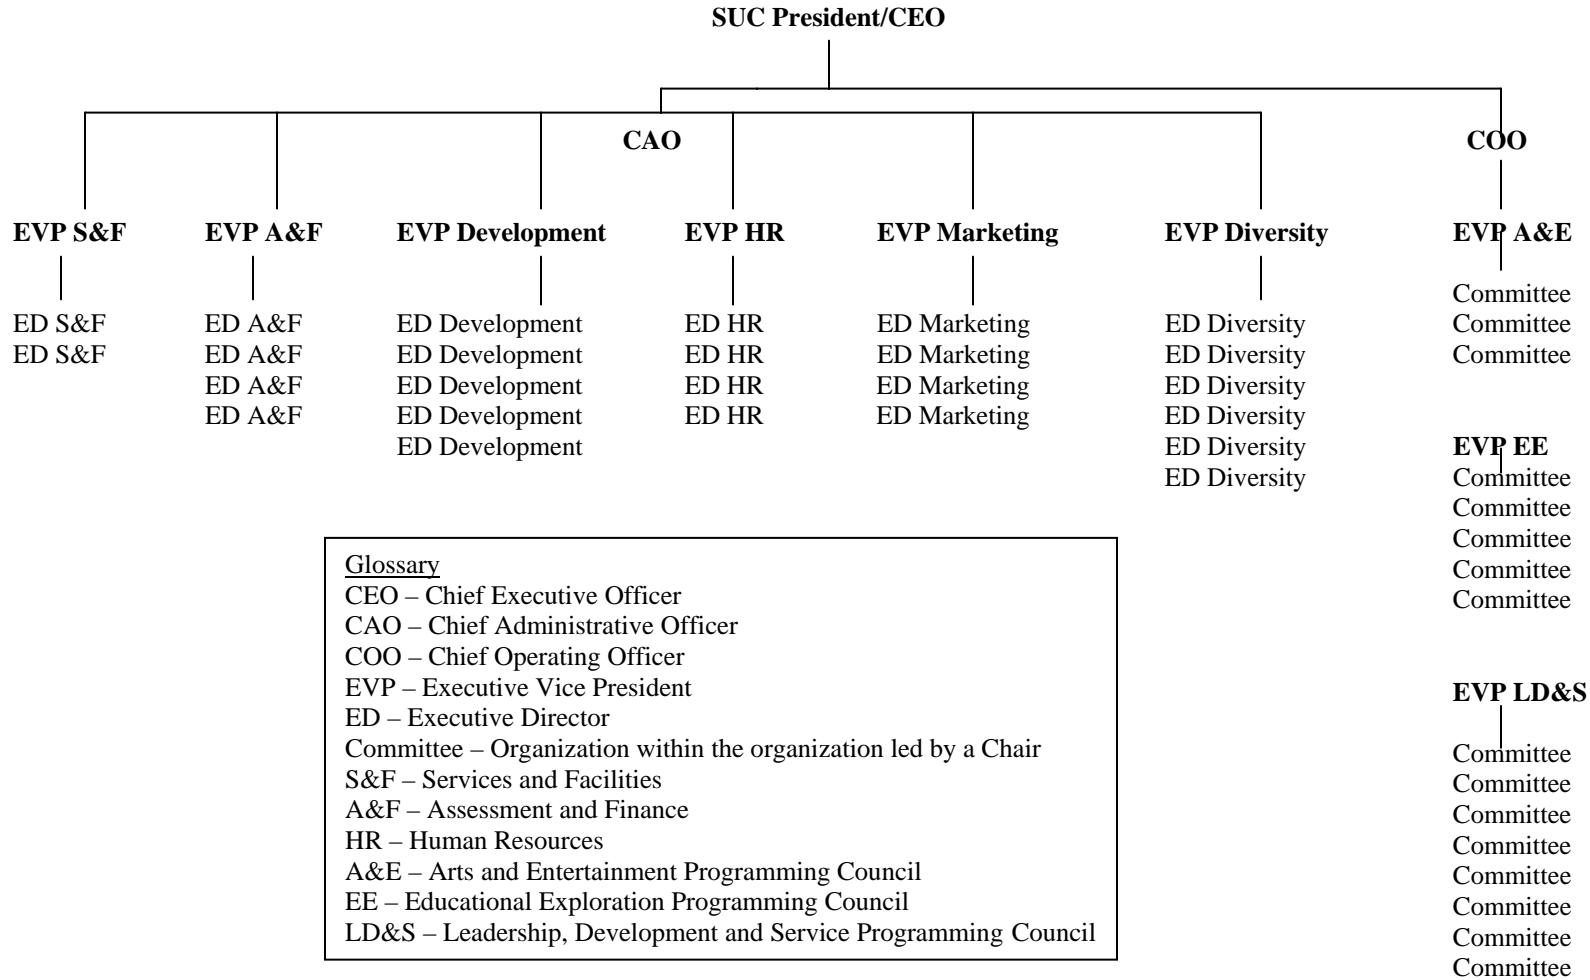 SUC President/CEO
CAO
COO
EVP S&F
EVP A&F
EVP Development
EVP HR
EVP Marketing
EVP Diversity
EVP A&E
ED S&F
ED S&F
ED A&F
ED A&F
ED A&F
ED A&F
ED Development
ED Development
ED Development
ED Development
ED Development
ED HR
ED HR
ED HR
ED HR
ED Marketing
ED Marketing
ED Marketing
ED Marketing
ED Diversity
ED Diversity
ED Diversity
ED Diversity
ED Diversity
ED Diversity
Committee
Committee
Committee
EVP EE
Committee
Committee
Committee
Committee
Committee
EVP LD&S
Committee
Committee
Committee
Committee
Committee
Committee
Committee
Committee
Glossary
CEO – Chief Executive Officer
CAO – Chief Administrative Officer
COO – Chief Operating Officer
EVP – Executive Vice President
ED – Executive Director
Committee – Organization within the organization led by a Chair
S&F – Services and Facilities
A&F – Assessment and Finance
HR – Human Resources
A&E – Arts and Entertainment Programming Council
EE – Educational Exploration Programming Council
LD&S – Leadership, Development and Service Programming Council